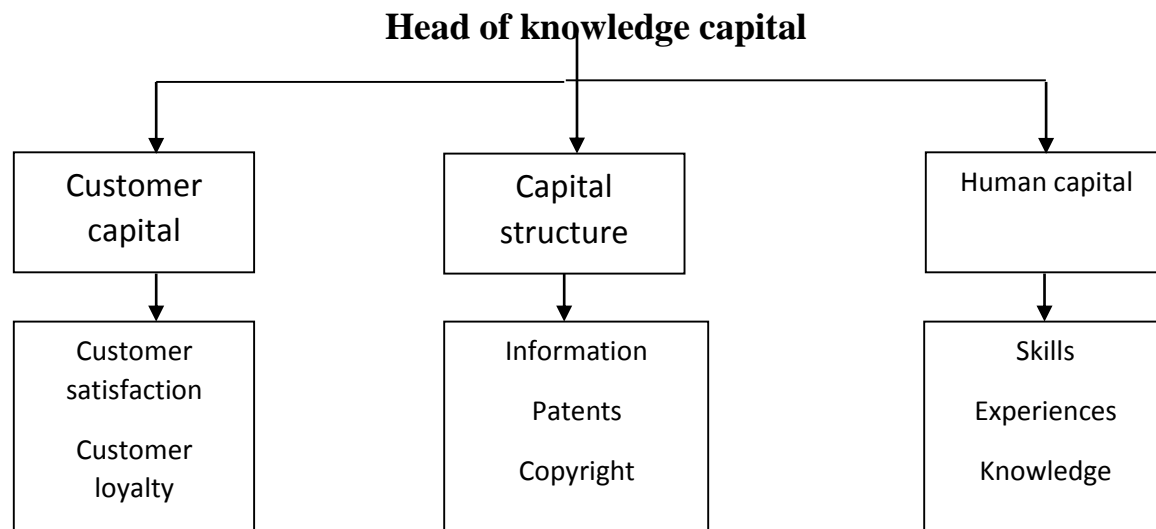 Head of knowledge capital
Customer
capital
Capital
structure
Human capital
Customer
satisfaction
Customer
loyalty
Information
Patents
Copyright
Skills
Experiences
Knowledge